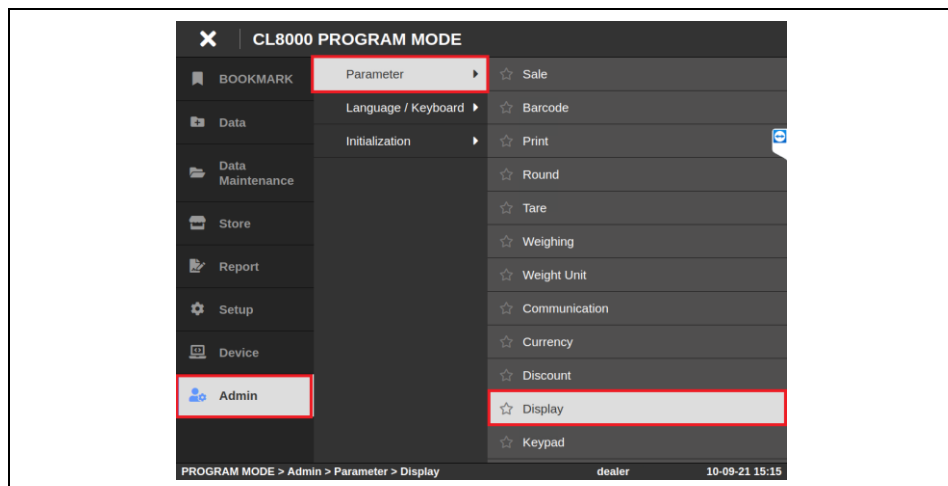 CL8000 PROGRAM MODE
BOOKMARK
Data
Data
Maintenance
Store
Report
Setup
Device
Admin
Parameter
Language / Keyboard
Initialization
Sale
Barcode
Print
Round
Tare
Weighing
Weight Unit
Communication
Currency
Discount
Display
Keypad
PROGRAM MODE > Admin > Parameter > Display dealer 10-09-21 15:15